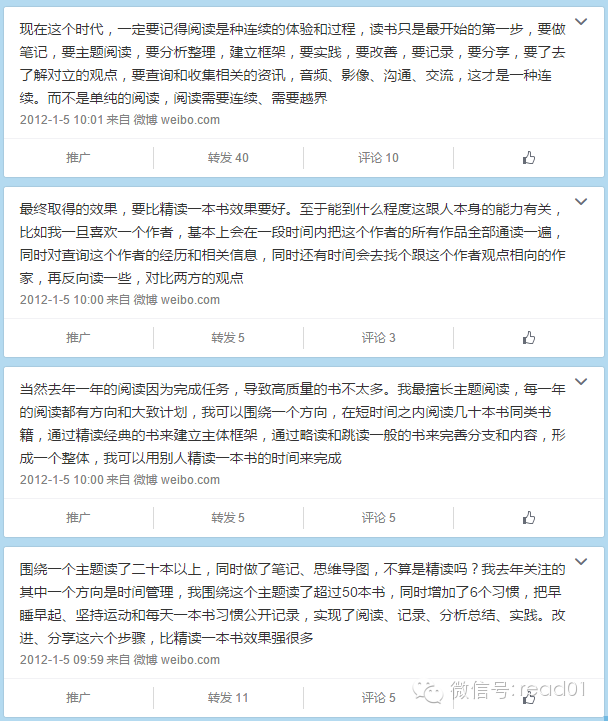 现在这个时代，一定要记得阅读是种连续的体验和过程，读书只是最开始的第一步，要做
笔记，要主题阅读，要分析整理，建立框架，要实践，要改善，要记录，要分享，要了去
了解对立的观点，要查询和收集相关的资讯，音频、影像、沟通、交流，这才是一种连
续。而不是单纯的阅读，阅读需要连续、需要越界
2012-1-5 10:01 来自 微博 weibo.com
推广 转发 40 评论 10
最终取得的效果，要比精读一本书效果要好。至于能到什么程度这跟人本身的能力有关，
比如我一旦喜欢一个作者，基本上会在一段时间内把这个作者的所有作品全部通读一遍，
同时对查询这个作者的经历和相关信息，同时还有时间会去找个跟这个作者观点相向的作
家，再反向读一些，对比两方的观点
2012-1-5 10:00 来自 微博 weibo.com
推广 转发 5 评论 3
当然去年一年的阅读因为完成任务，导致高质量的书不太多。我最擅长主题阅读，每一年
的阅读都有方向和大致计划，我可以围绕一个方向，在短时间之内阅读几十本书同类书
籍，通过精读经典的书来建立主体框架，通过略读和跳读一般的书来完善分支和内容，形
成一个整体，我可以用别人精读一本书的时间来完成
2012-1-5 10:00 来自 微博 weibo.com
推广 转发 5 评论 5
围绕一个主题读了二十本以上，同时做了笔记、思维导图，不算是精读吗？我去年关注的
其中一个方向是时间管理，我围绕这个主题读了超过50本书，同时增加了6个习惯，把早
睡早起、坚持运动和每天一本书习惯公开记录，实现了阅读、记录、分析总结、实践。改
进、分享这六个步骤，比精读一本书效果强很多
2012-1-5 09:59 来自 微博 weibo.com
推广 转发 11 评论 5
微信号: read01